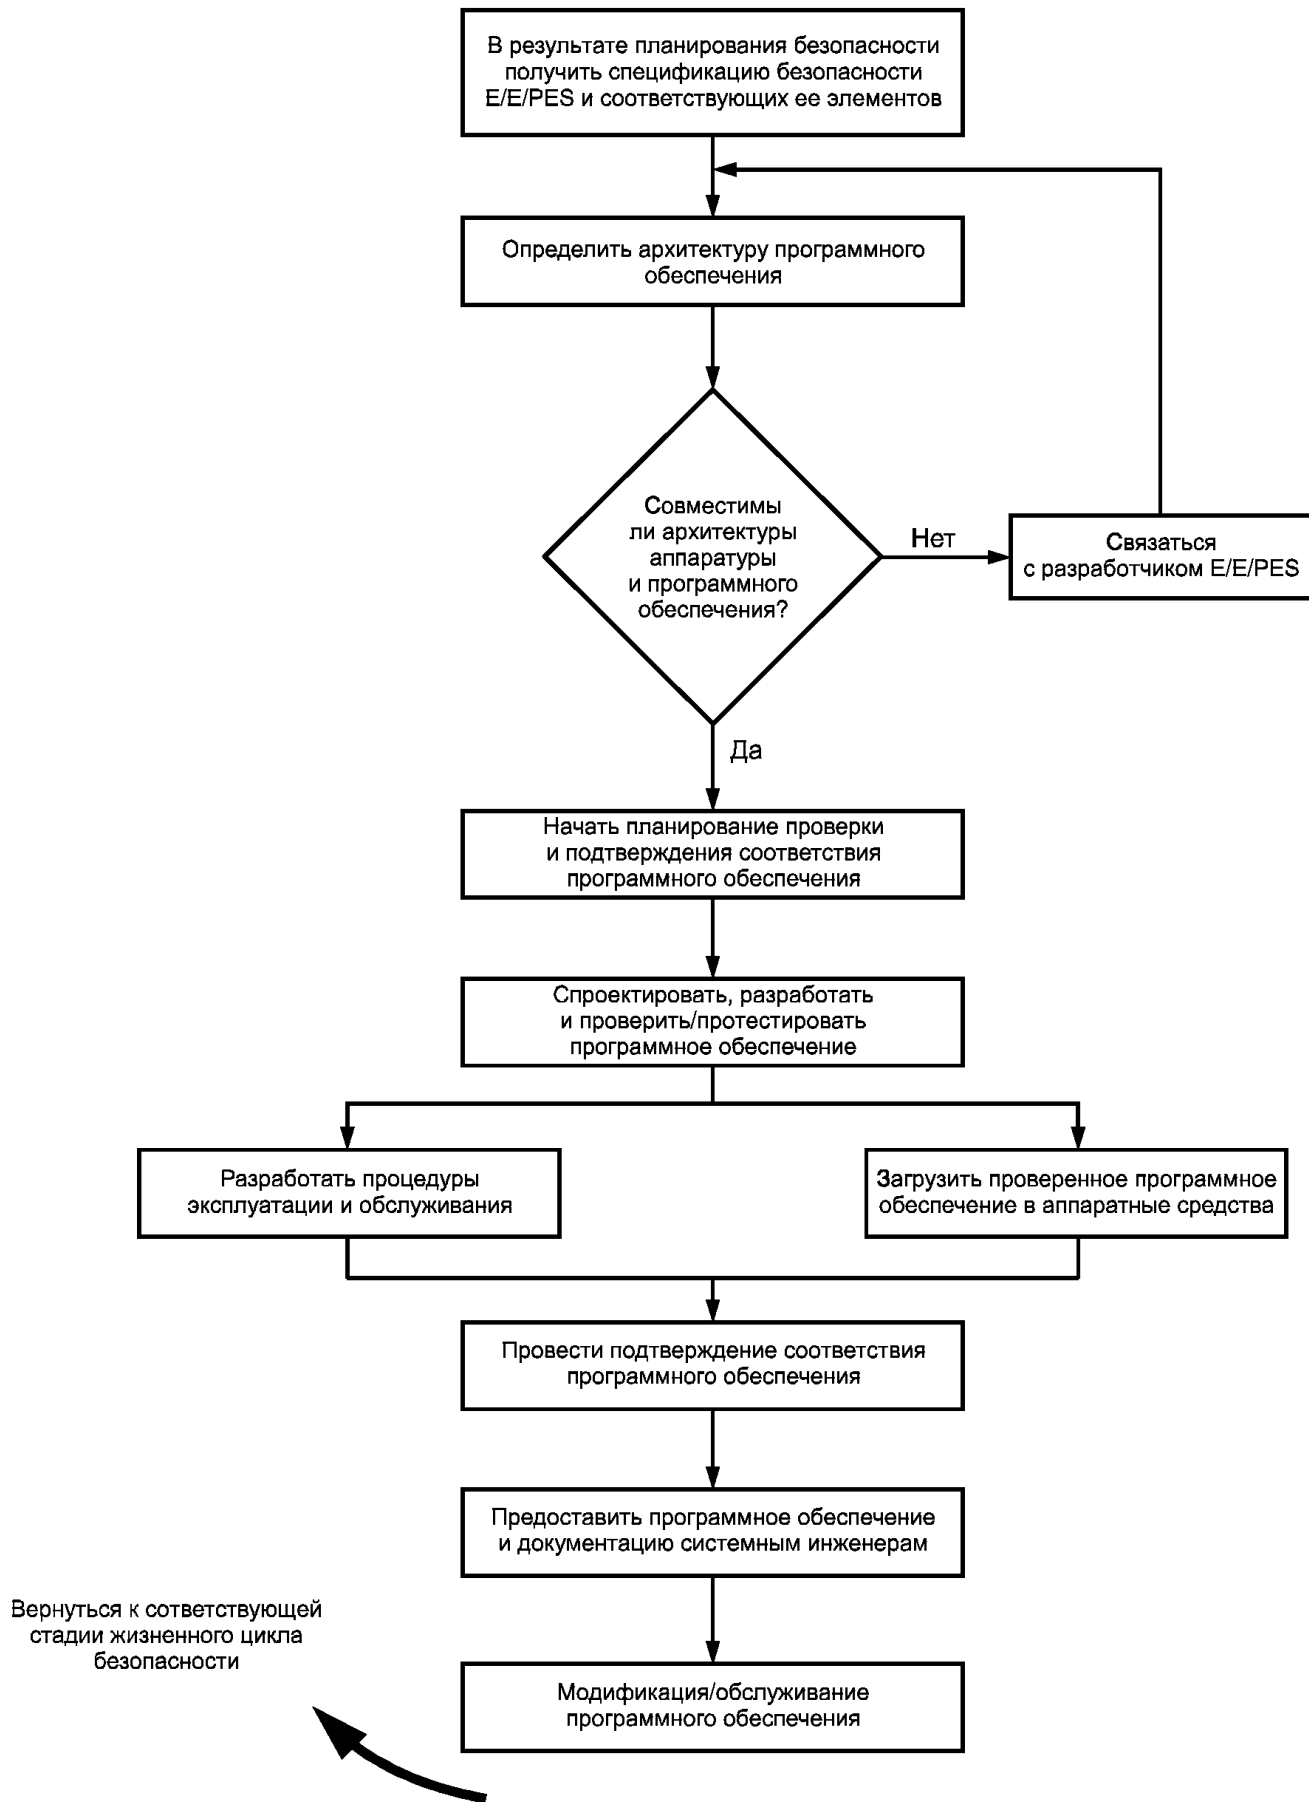 В результате планирования безопасности
получить спецификацию безопасности
E/E/PES и соответствующих ее элементов
Определить архитектуру программного
обеспечения
Совместимы
ли архитектуры
аппаратуры
и программного
обеспечения?
Нет
Связаться
с разработчиком E/E/PES
Да
Начать планирование проверки
и подтверждения соответствия
программного обеспечения
Спроектировать, разработать
и проверить/протестировать
программное обеспечение
Разработать процедуры
эксплуатации и обслуживания
Загрузить проверенное программное
обеспечение в аппаратные средства
Провести подтверждение соответствия
программного обеспечения
Предоставить программное обеспечение
и документацию системным инженерам
Вернуться к сответствующей
стадии жизненного цикла
безопасности
Модификация/обслуживание
программного обеспечения